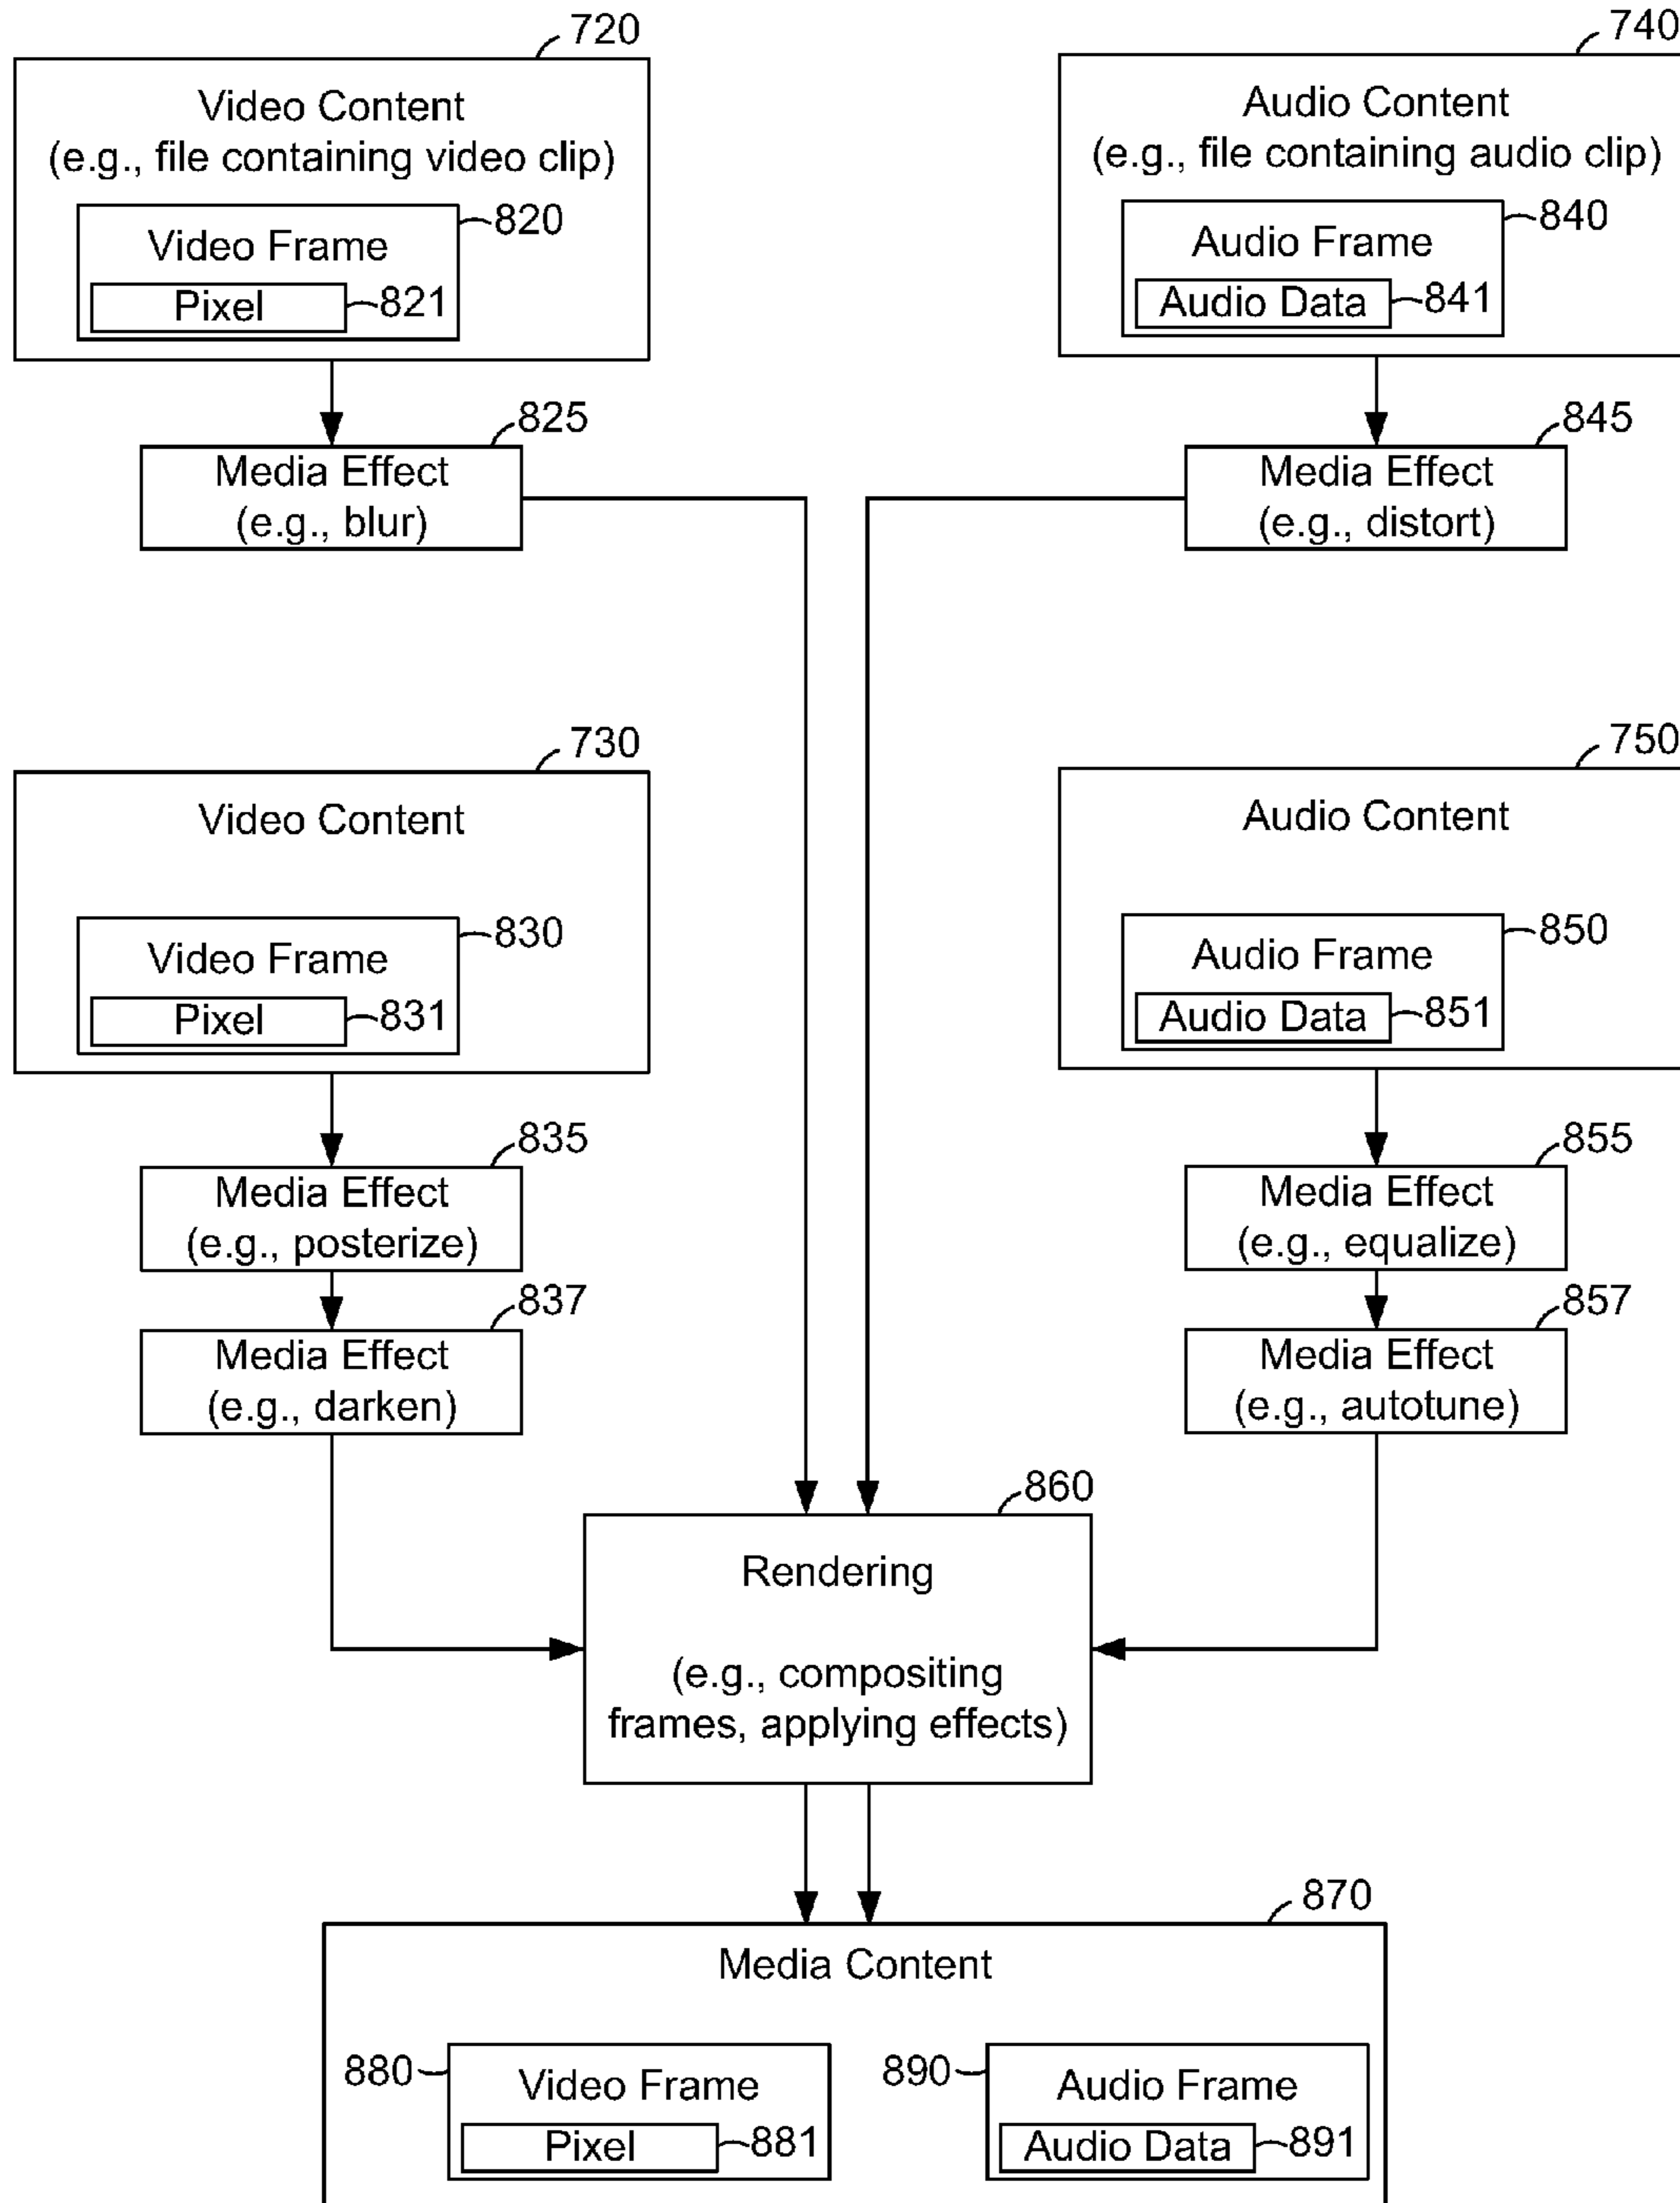 720
Video Content
(e.g., file containing video clip)
820
Video Frame
Pixel
821
825
Media Effect
(e.g., blur)
740
Audio Content
(e.g., file containing audio clip)
840
Audio Frame
Audio Data
841
845
Media Effect
(e.g., distort)
730
Video Content
830
Video Frame
Pixel
831
835
Media Effect
(e.g., posterize)
837
Media Effect
(e.g., darken)
750
Audio Content
850
Audio Frame
Audio Data
851
855
Media Effect
(e.g., equalize)
857
Media Effect
(e.g., autotune)
860
Rendering
(e.g., compositing
frames, applying effects)
870
Media Content
880
Video Frame
Pixel
881
890
Audio Frame
Audio Data
891